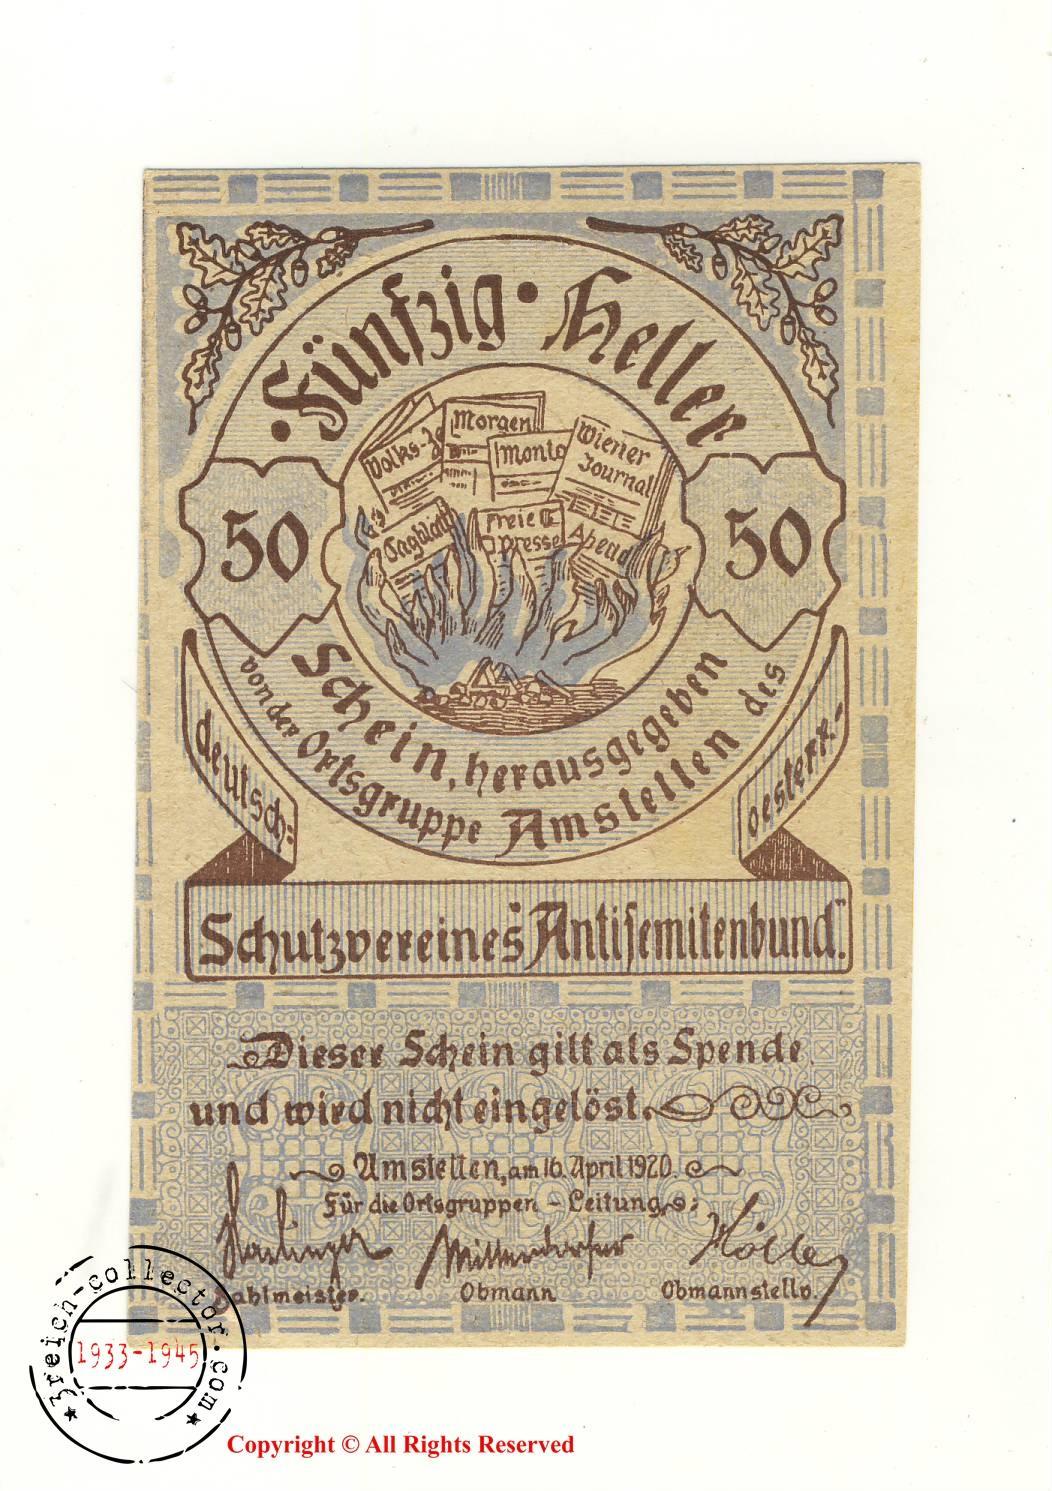 ·Fünfzig·Heller
Volks-Z
Morgen
Monta
Wiener
Journal
Tagblatt
Freie
Presse
Abend
50
50
Schein, herausgegeben
von der Ortsgruppe Amstetten des
deutsch=
oesterr.-
Schutzvereines „Antisemitenbund“.
Dieser Schein gilt als Spende
und wird nicht eingelöst.
Amstetten, am 16. April 1920.
Für die Ortsgruppen - Leitung:
Mitterdorfer
Zahlmeister. Obmann Obmannstellv.
3reich-collector.com
1933-1945
Copyright © All Rights Reserved